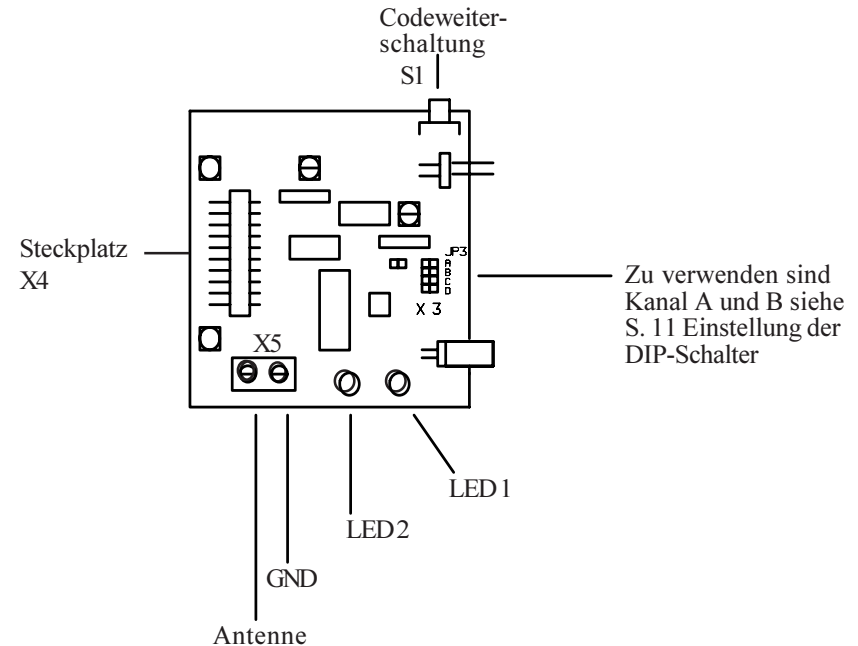 Codeweiter-
schaltung
S1
Steckplatz
X4
JP3
A
B
C
D
X 3
Zu verwenden sind
Kanal A und B siehe
S. 11 Einstellung der
DIP-Schalter
X5
LED 1
LED 2
GND
Antenne